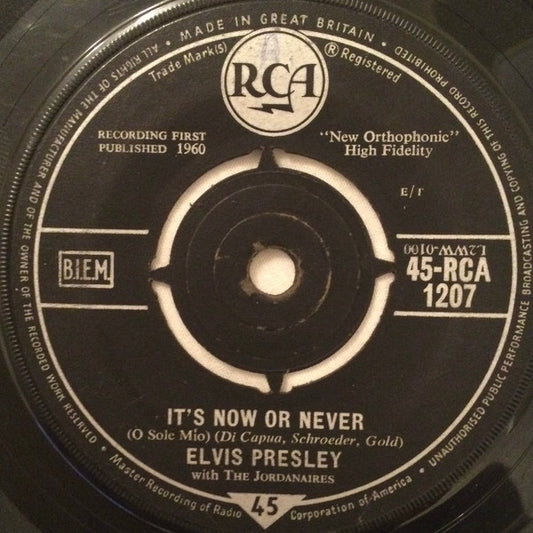 MADE IN GREAT BRITAIN
ALL RIGHTS OF THE MANUFACTURER AND OF THE OWNER OF THE RECORDED WORK RESERVED
UNAUTHORISED PUBLIC PERFORMANCE BROADCASTING AND COPYING OF THIS RECORD PROHIBITED
Trade Mark(s)
® Registered
RCA
RECORDING FIRST
PUBLISHED 1960
"New Orthophonic"
High Fidelity
E/T
B.I.E.M.
L2WW-0100
45-RCA
1207
IT'S NOW OR NEVER
(O Sole Mio) (Di Capua, Schroeder, Gold)
ELVIS PRESLEY
with THE JORDANAIRES
Master Recording of Radio Corporation of America
45